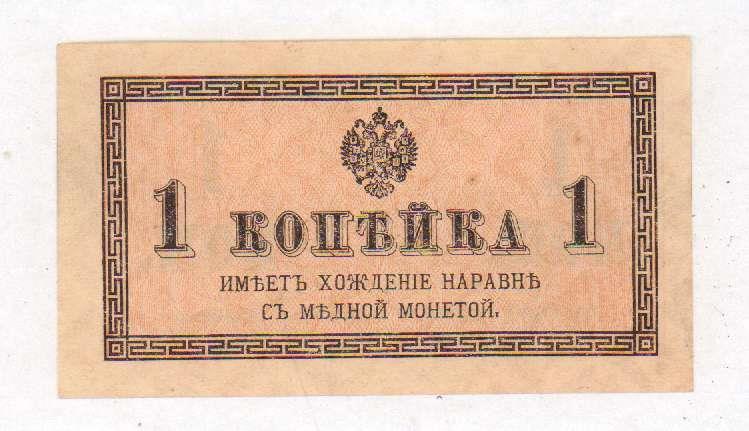 1 КОПѢЙКА 1
ИМѢЕТЪ ХОЖДЕНІЕ НАРАВНѢ
СЪ МѢДНОЙ МОНЕТОЙ.